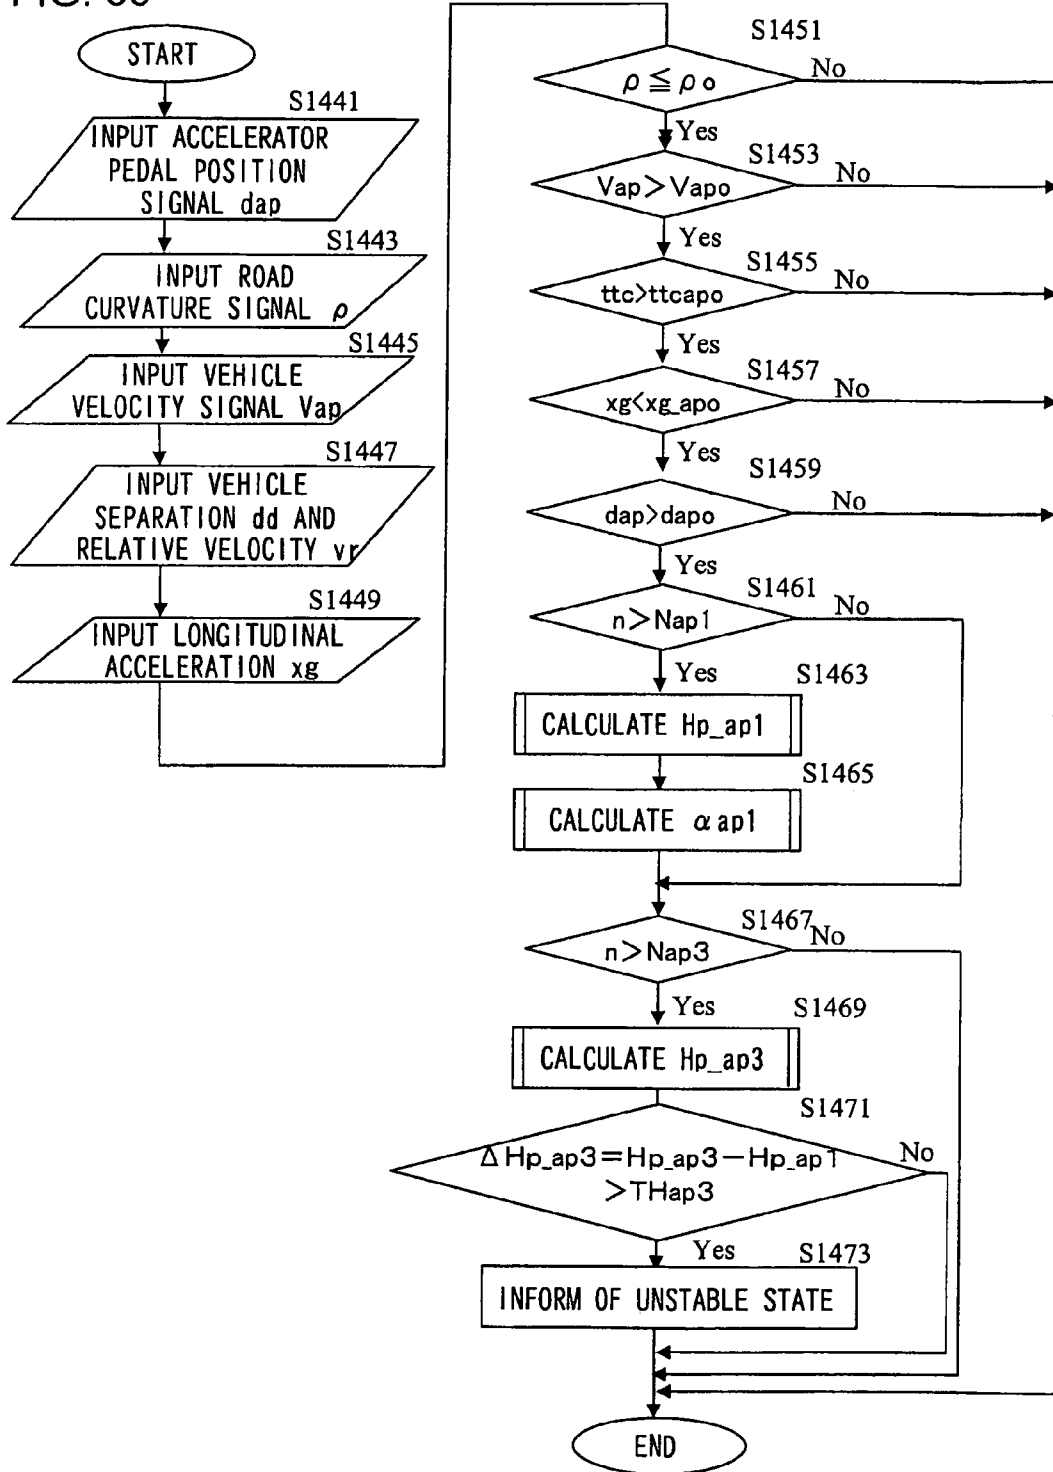 START
S1441
INPUT ACCELERATOR
PEDAL POSITION
SIGNAL dap
S1443
INPUT ROAD
CURVATURE SIGNAL ρ
S1445
INPUT VEHICLE
VELOCITY SIGNAL Vap
S1447
INPUT VEHICLE
SEPARATION dd AND
RELATIVE VELOCITY vr
S1449
INPUT LONGITUDINAL
ACCELERATION xg
S1451
ρ ≦ ρo
No
Yes
S1453
Vap>Vapo
No
Yes
S1455
ttc>ttcapo
No
Yes
S1457
xg<xg_apo
No
Yes
S1459
dap>dapo
No
Yes
S1461
n>Nap1
No
Yes
S1463
CALCULATE Hp_ap1
S1465
CALCULATE αap1
S1467
n>Nap3
No
Yes
S1469
CALCULATE Hp_ap3
S1471
ΔHp_ap3=Hp_ap3-Hp_ap1
>THap3
No
Yes
S1473
INFORM OF UNSTABLE STATE
END